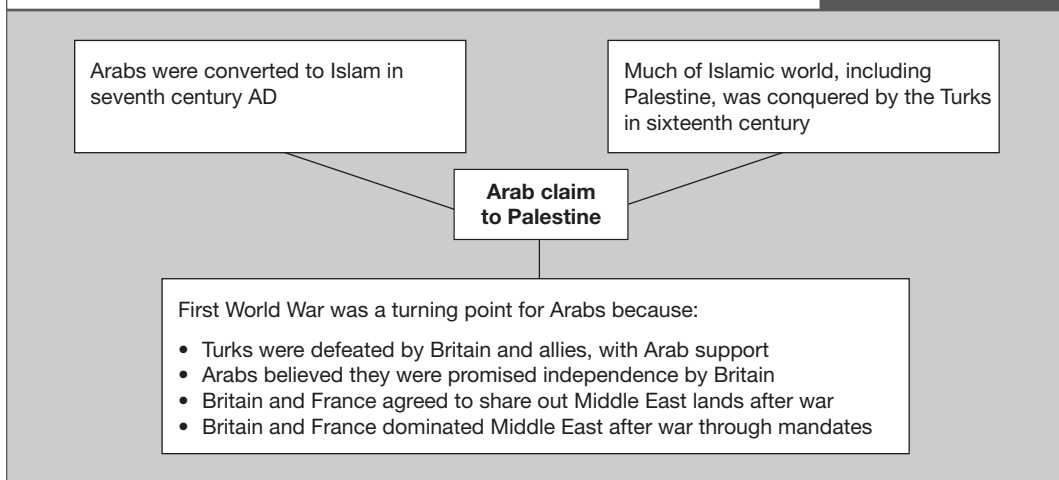 Arabs were converted to Islam in
seventh century AD
Much of Islamic world, including
Palestine, was conquered by the Turks
in sixteenth century
Arab claim
to Palestine
First World War was a turning point for Arabs because:
• Turks were defeated by Britain and allies, with Arab support
• Arabs believed they were promised independence by Britain
• Britain and France agreed to share out Middle East lands after war
• Britain and France dominated Middle East after war through mandates